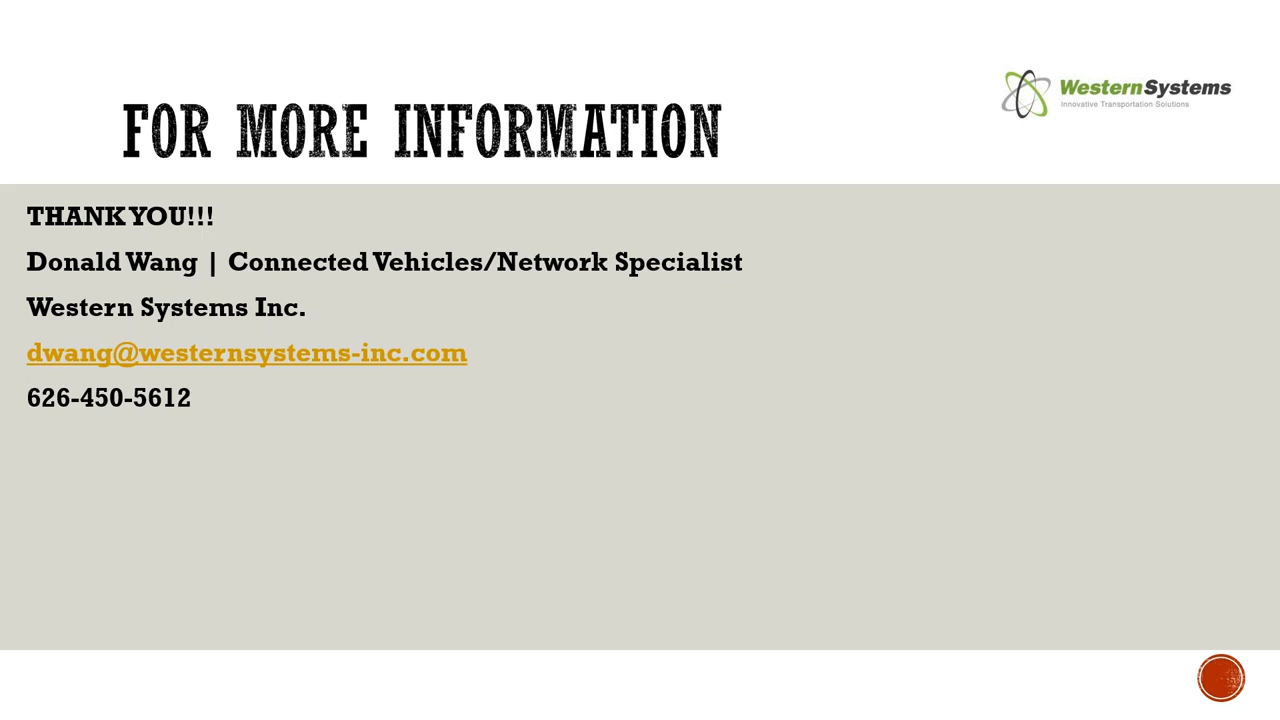 WesternSystems
Innovative Transportation Solutions
FOR MORE INFORMATION
THANK YOU!!!
Donald Wang | Connected Vehicles/Network Specialist
Western Systems Inc.
dwang@westernsystems-inc.com
626-450-5612